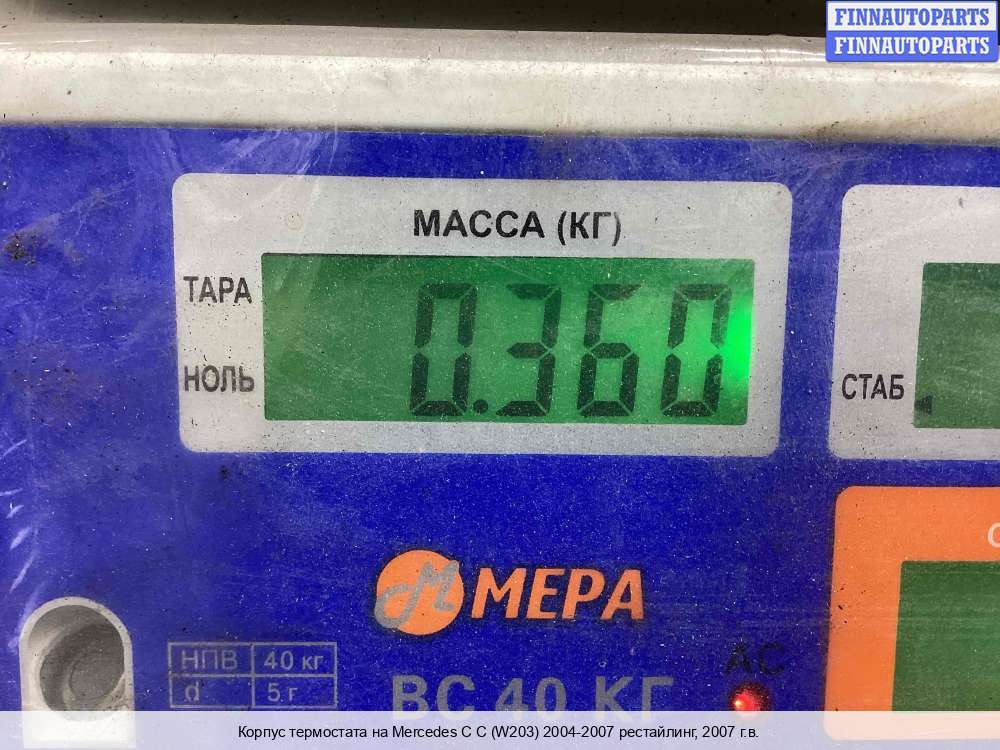 FINNAUTOPARTS
FINNAUTOPARTS
МАССА (КГ)
ТАРА
0.360
НОЛЬ
СТАБ
М МЕРА
НПВ 40 кг
d 5 г
AC
ВС 40 КГ
Корпус термостата на Mercedes C C (W203) 2004-2007 рестайлинг, 2007 г.в.